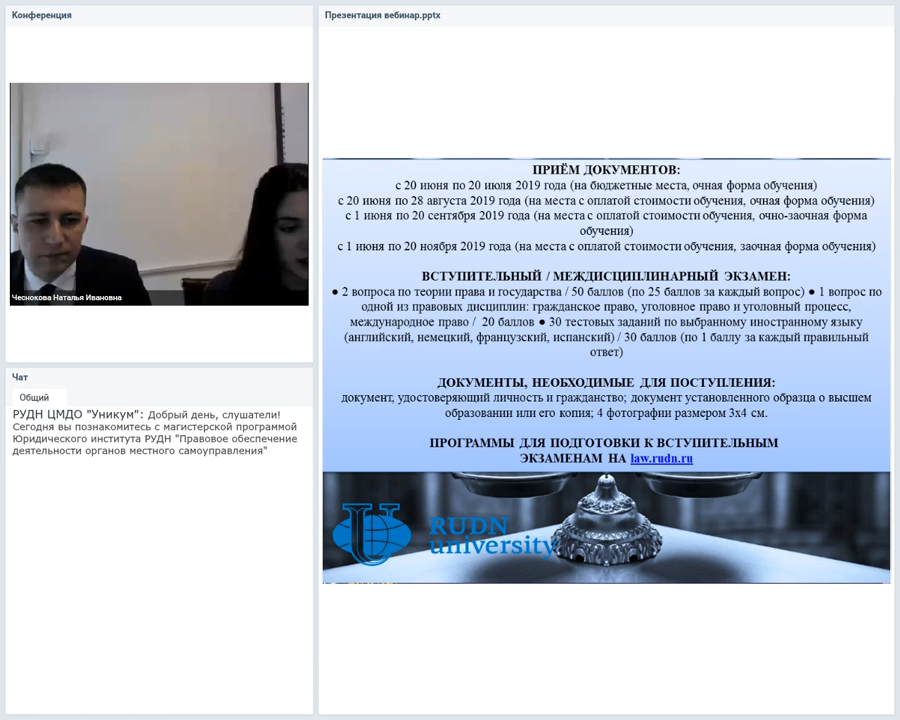 Конференция
Чеснокова Наталья Ивановна
Чат
Общий
РУДН ЦМДО "Уникум": Добрый день, слушатели!
Сегодня вы познакомитесь с магистерской программой
Юридического института РУДН "Правовое обеспечение
деятельности органов местного самоуправления"
Презентация вебинар.pptx
ПРИЁМ ДОКУМЕНТОВ:
с 20 июня по 20 июля 2019 года (на бюджетные места, очная форма обучения)
с 20 июня по 28 августа 2019 года (на места с оплатой стоимости обучения, очная форма обучения)
с 1 июня по 20 сентября 2019 года (на места с оплатой стоимости обучения, очно-заочная форма
обучения)
с 1 июня по 20 ноября 2019 года (на места с оплатой стоимости обучения, заочная форма обучения)
ВСТУПИТЕЛЬНЫЙ / МЕЖДИСЦИПЛИНАРНЫЙ ЭКЗАМЕН:
● 2 вопроса по теории права и государства / 50 баллов (по 25 баллов за каждый вопрос) ● 1 вопрос по
одной из правовых дисциплин: гражданское право, уголовное право и уголовный процесс,
международное право / 20 баллов ● 30 тестовых заданий по выбранному иностранному языку
(английский, немецкий, французский, испанский) / 30 баллов (по 1 баллу за каждый правильный
ответ)
ДОКУМЕНТЫ, НЕОБХОДИМЫЕ ДЛЯ ПОСТУПЛЕНИЯ:
документ, удостоверяющий личность и гражданство; документ установленного образца о высшем
образовании или его копия; 4 фотографии размером 3х4 см.
ПРОГРАММЫ ДЛЯ ПОДГОТОВКИ К ВСТУПИТЕЛЬНЫМ
ЭКЗАМЕНАМ НА law.rudn.ru
RUDN
university